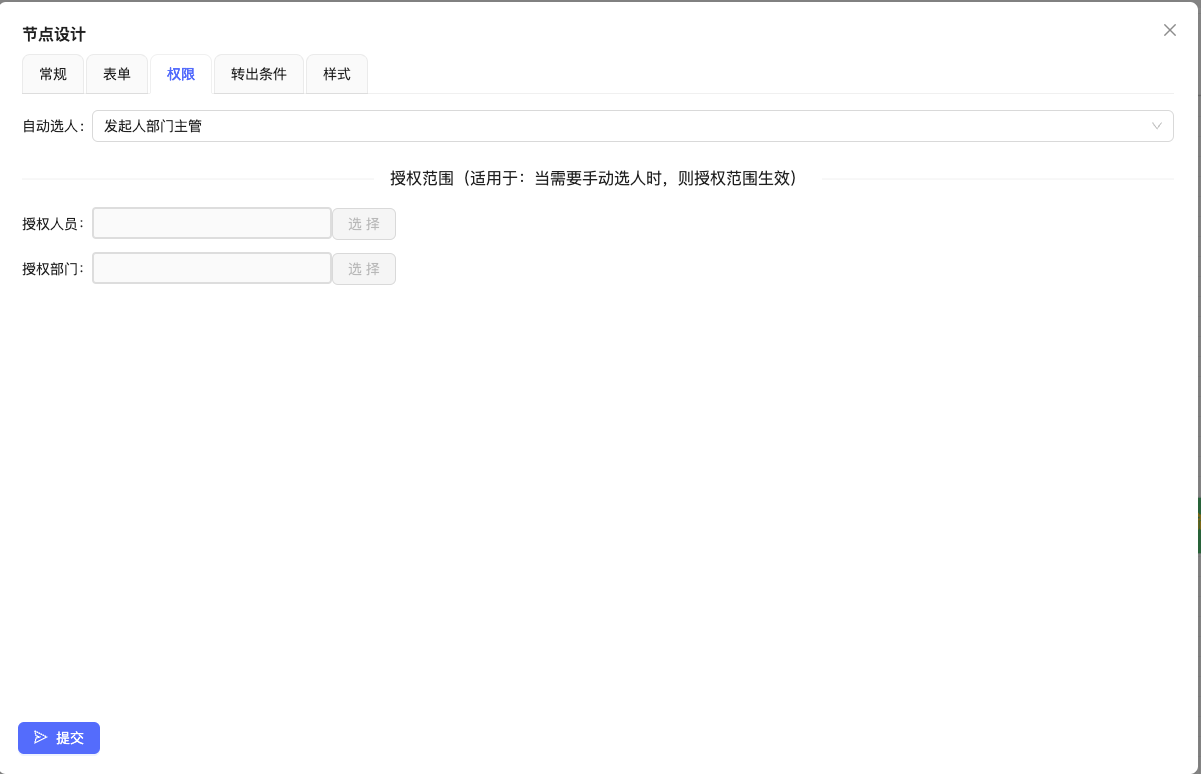 节点设计
常规 表单 权限 转出条件 样式
自动选人： 发起人部门主管
授权范围（适用于：当需要手动选人时，则授权范围生效）
授权人员： 选 择
授权部门： 选 择
提交